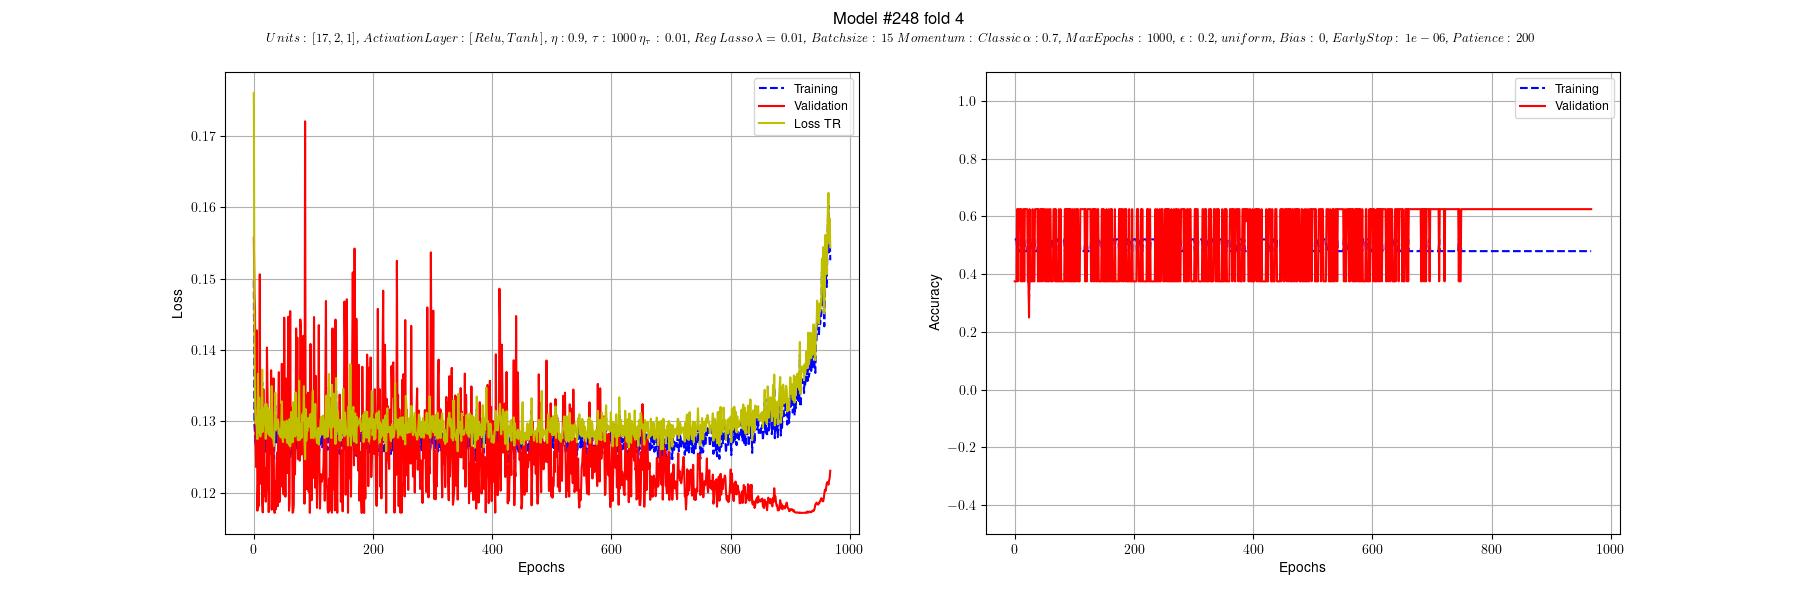 Model #248 fold 4
Units : [17, 2, 1], ActivationLayer : [Relu, Tanh], η : 0.9, τ : 1000 η_τ : 0.01, Reg Lasso λ = 0.01, Batchsize : 15 Momentum : Classic α : 0.7, MaxEpochs : 1000, ϵ : 0.2, uniform, Bias : 0, EarlyStop : 1e − 06, Patience : 200
Loss
0.17
0.16
0.15
0.14
0.13
0.12
Training
Validation
Loss TR
0 200 400 600 800 1000
Epochs
Accuracy
1.0
0.8
0.6
0.4
0.2
0.0
−0.2
−0.4
Training
Validation
0 200 400 600 800 1000
Epochs